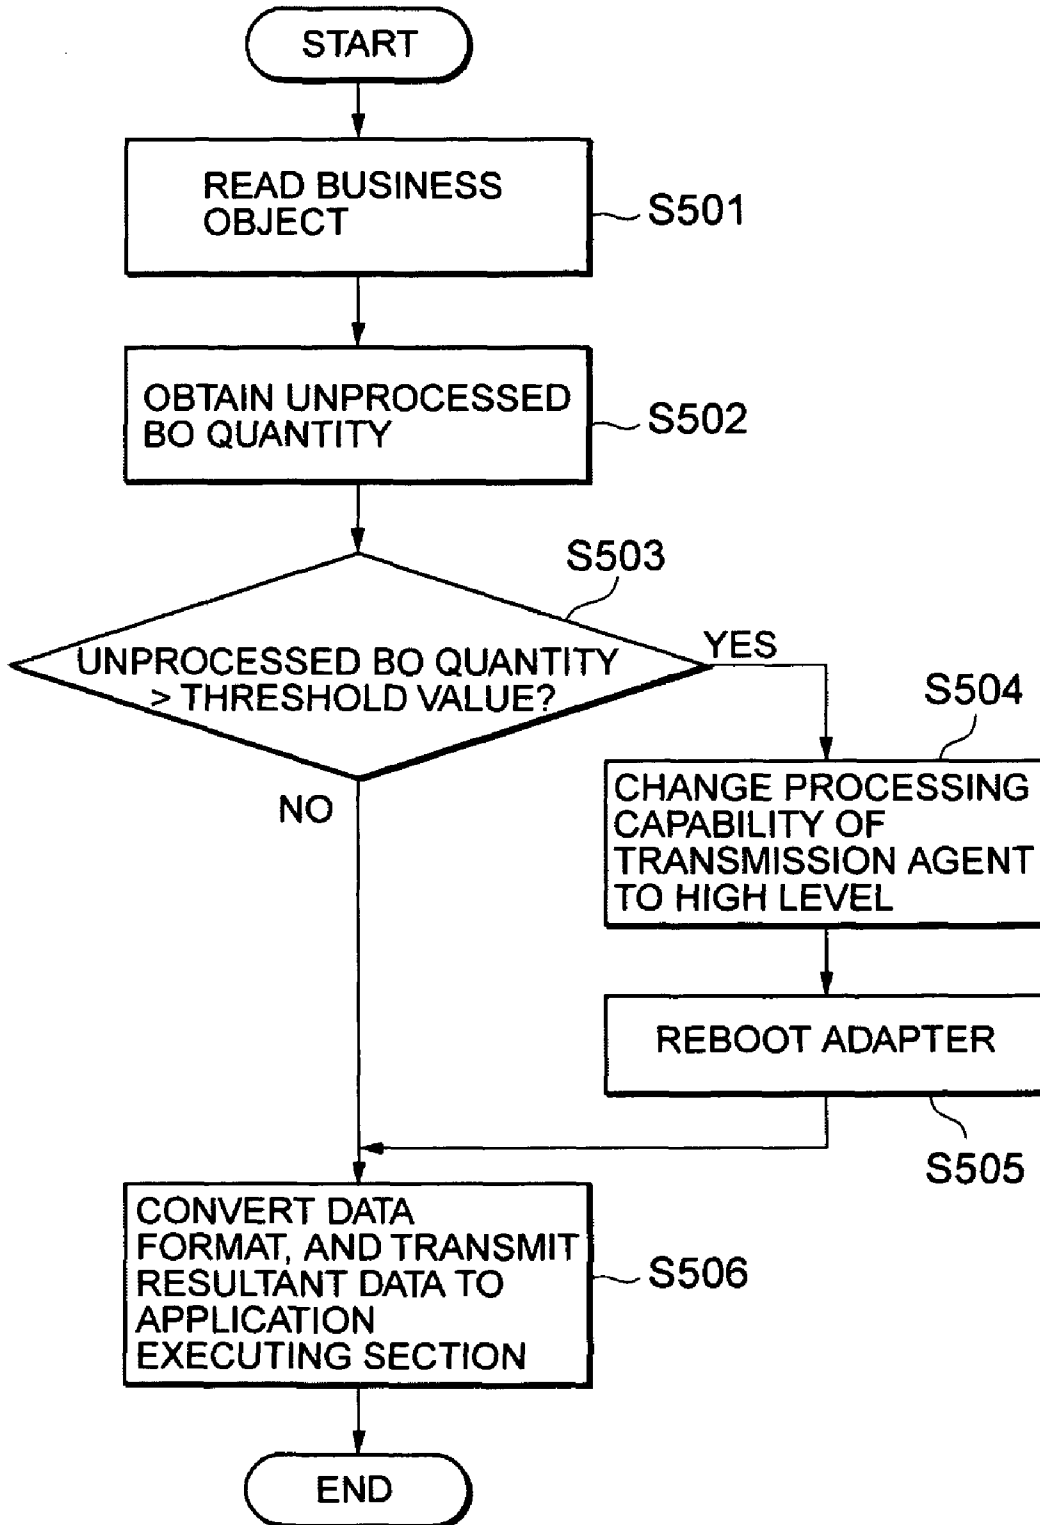 START
READ BUSINESS
OBJECT
S501
OBTAIN UNPROCESSED
BO QUANTITY
S502
S503
UNPROCESSED BO QUANTITY
> THRESHOLD VALUE?
YES
NO
S504
CHANGE PROCESSING
CAPABILITY OF
TRANSMISSION AGENT
TO HIGH LEVEL
REBOOT ADAPTER
S505
CONVERT DATA
FORMAT, AND TRANSMIT
RESULTANT DATA TO
APPLICATION
EXECUTING SECTION
S506
END